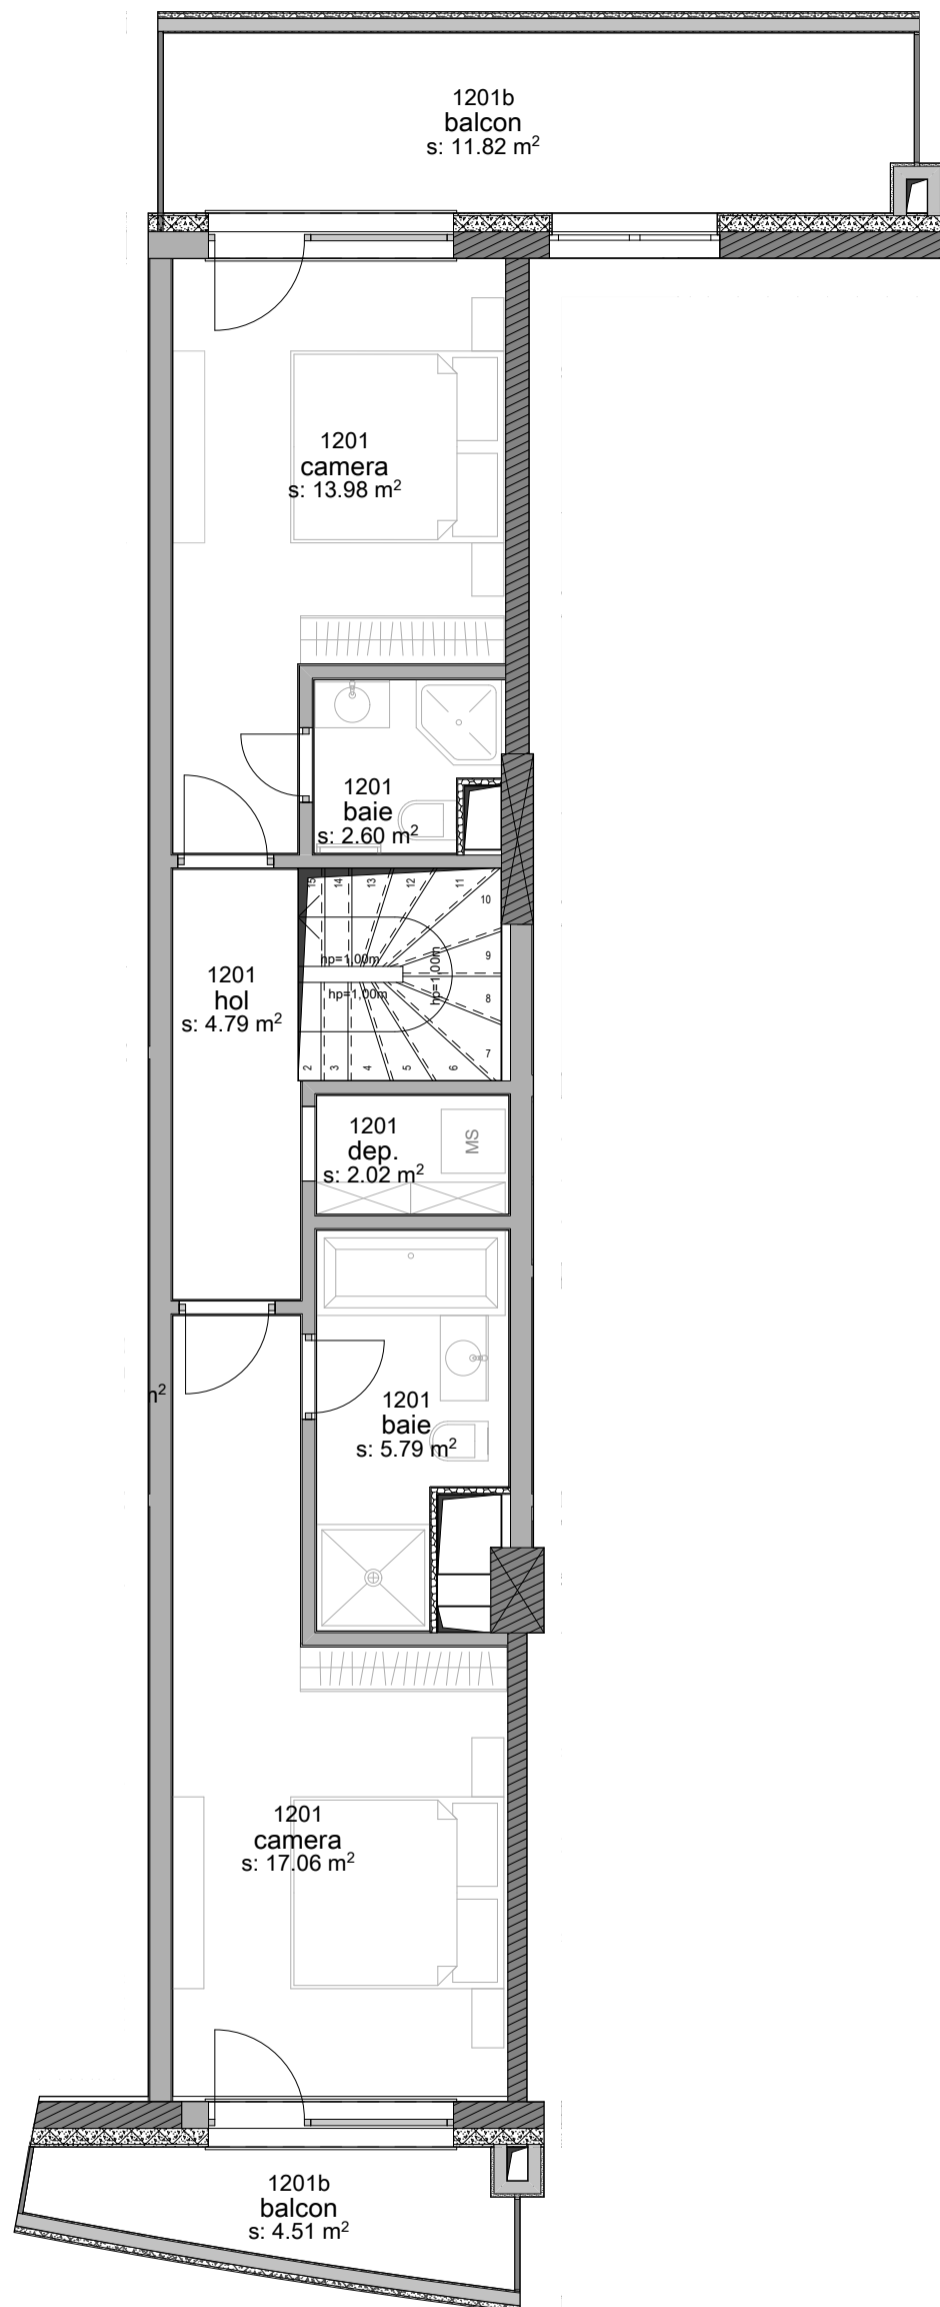 1201b
balcon
s: 11.82 m²
1201
camera
s: 13.98 m²
1201
baie
s: 2.60 m²
15 14 13 12 11
10
9
8
7
hp=1,00m
hp=1,00m
hp=1,00m
2 3 4 5 6
1201
hol
s: 4.79 m²
1201
dep.
s: 2.02 m²
MS
m²
1201
baie
s: 5.79 m²
1201
camera
s: 17.06 m²
1201b
balcon
s: 4.51 m²